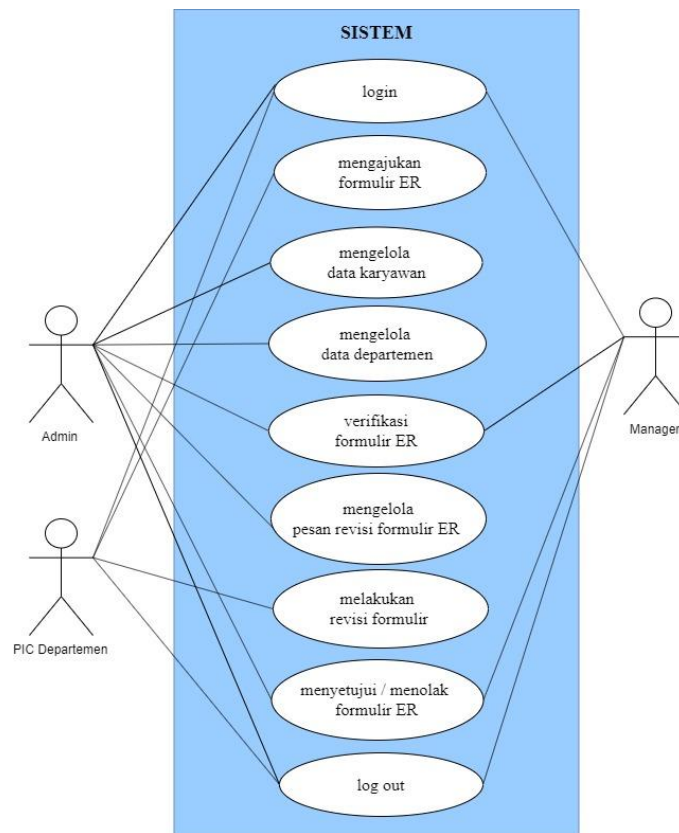 SISTEM
login
mengajukan
formulir ER
mengelola
data karyawan
mengelola
data departemen
verifikasi
formulir ER
mengelola
pesan revisi formulir ER
melakukan
revisi formulir
menyetujui / menolak
formulir ER
log out
Admin
PIC Departemen
Manager